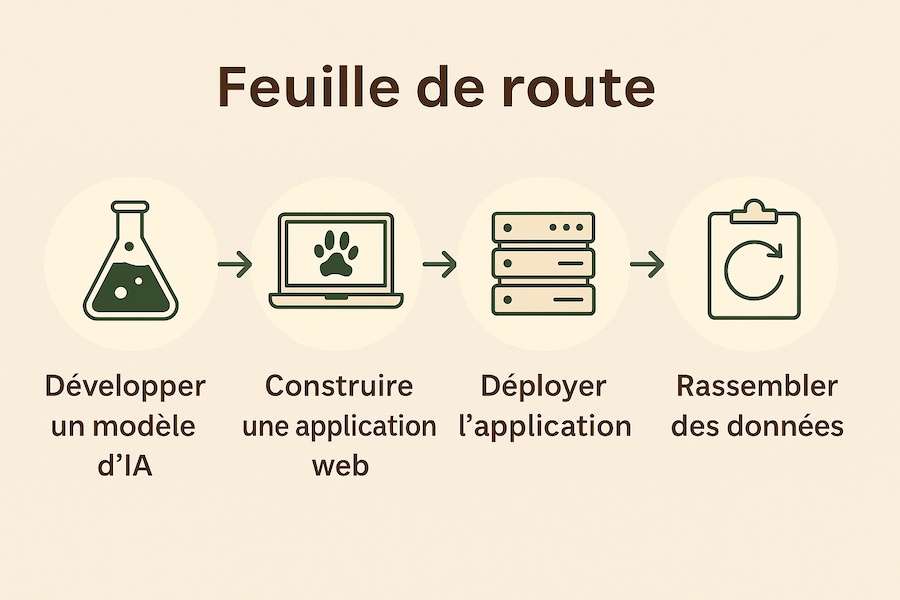 Feuille de route
Développer
un modèle
d'IA
Construire
une application
web
Déployer
l'application
Rassembler
des données